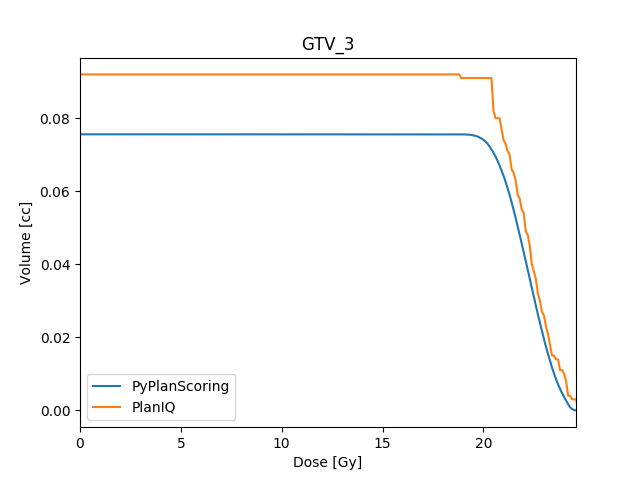 GTV_3
Volume [cc]
0.08
0.06
0.04
0.02
0.00
PyPlanScoring
PlanIQ
0 5 10 15 20
Dose [Gy]